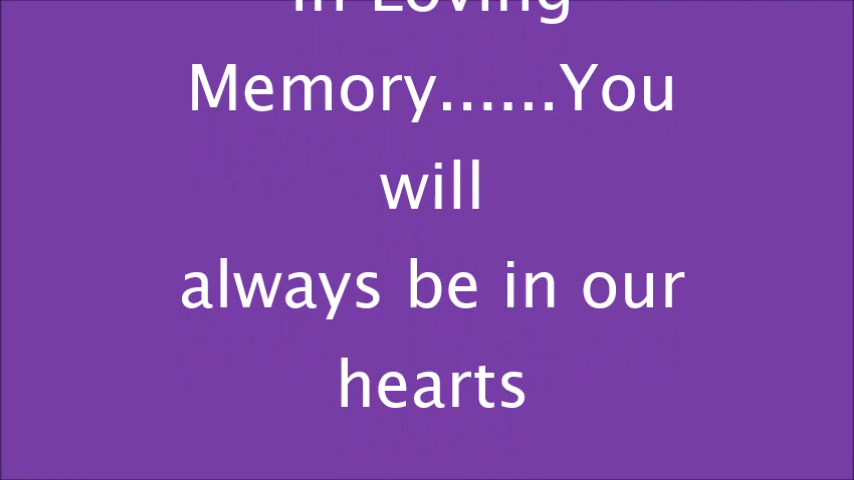 In Loving
Memory......You
will
always be in our
hearts